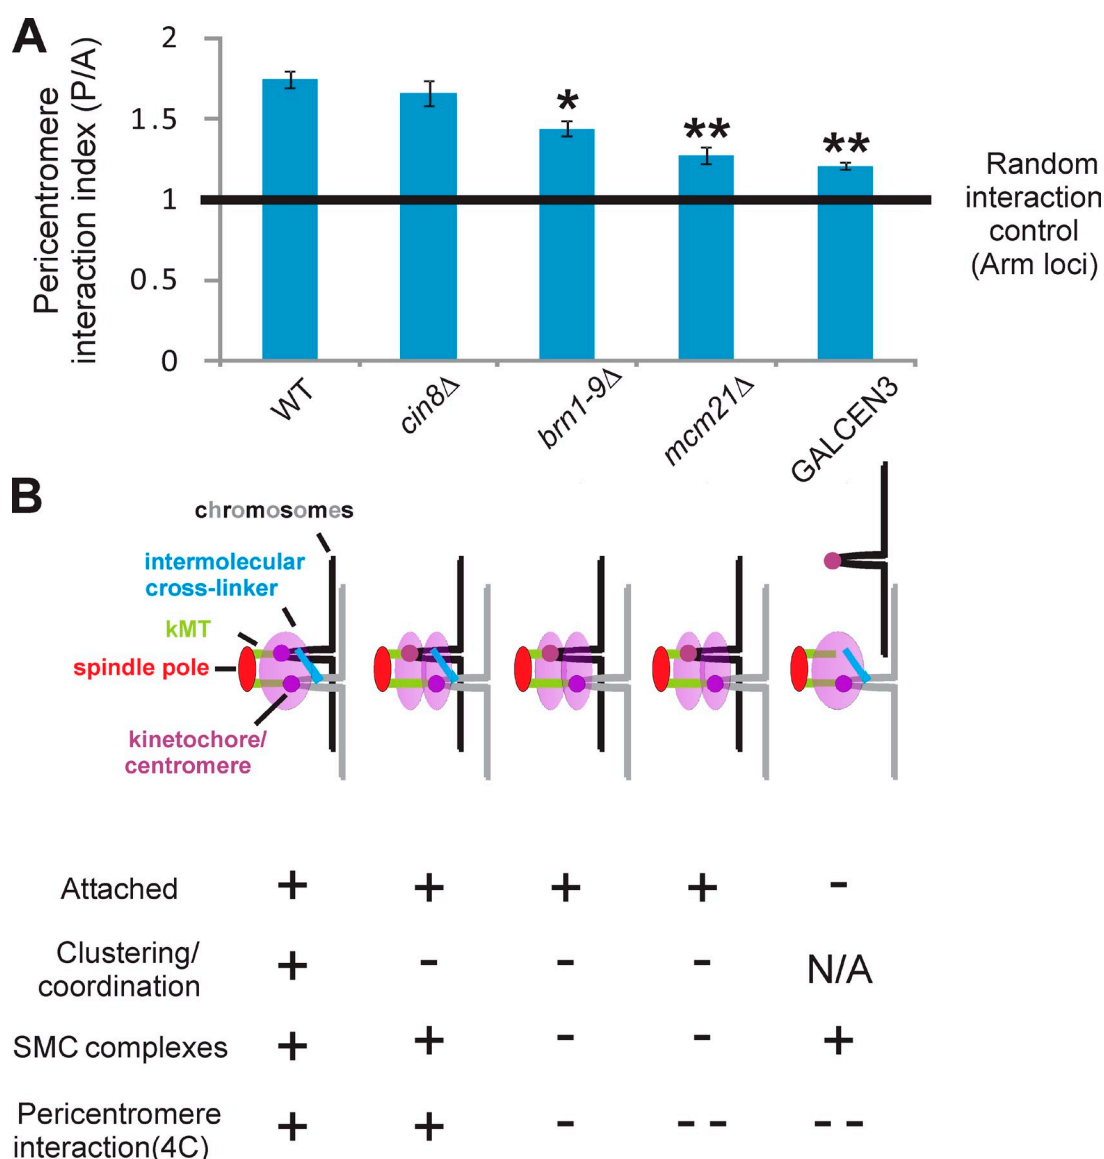 A
Pericentromere
interaction index (P/A)
2
1.5
1
0.5
0
*
**
**
Random
interaction
control
(Arm loci)
WT
cin8Δ
brn1-9Δ
mcm21Δ
GALCEN3
B
chromosomes
intermolecular
cross-linker
kMT
spindle pole
kinetochore/
centromere
Attached + + + + -
Clustering/
coordination + - - - N/A
SMC complexes + + - - +
Pericentromere
interaction(4C) + + - - - - -